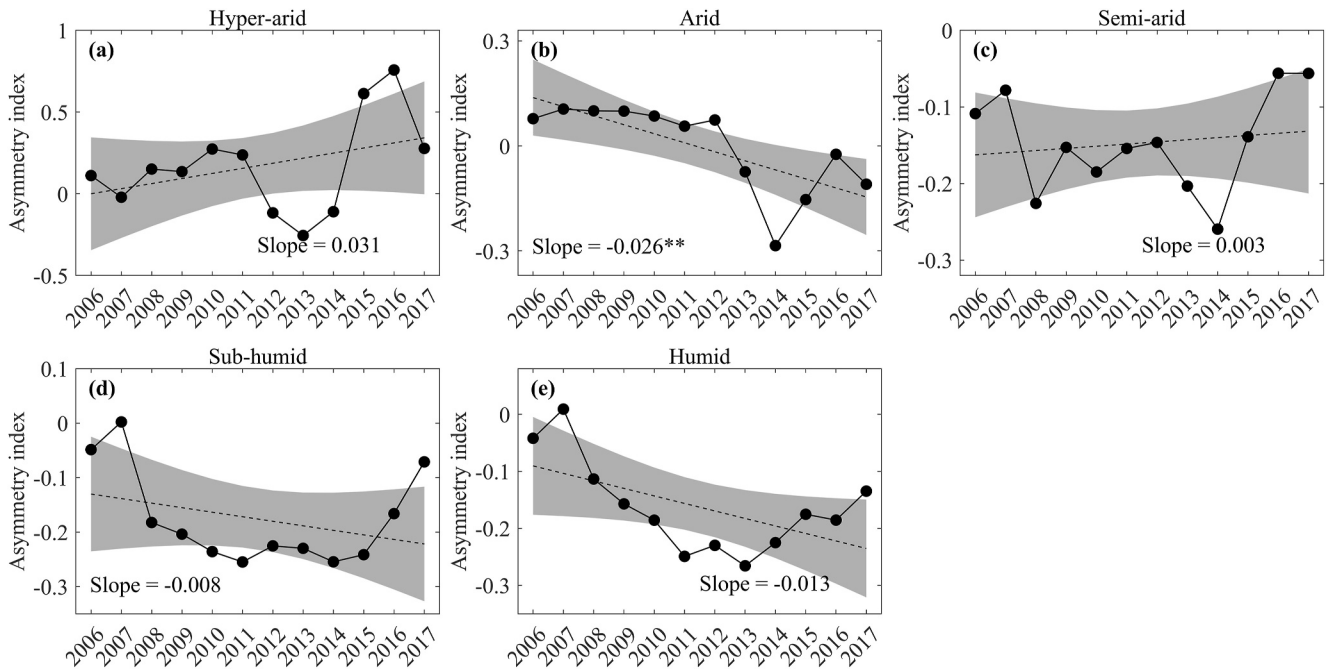 Hyper-arid
(a)
Asymmetry index
1
0.5
0
-0.5
Slope = 0.031
2006 2007 2008 2009 2010 2011 2012 2013 2014 2015 2016 2017
Arid
(b)
Asymmetry index
0.3
0
-0.3
Slope = -0.026**
2006 2007 2008 2009 2010 2011 2012 2013 2014 2015 2016 2017
Semi-arid
(c)
Asymmetry index
0
-0.1
-0.2
-0.3
Slope = 0.003
2006 2007 2008 2009 2010 2011 2012 2013 2014 2015 2016 2017
Sub-humid
(d)
Asymmetry index
0.1
0
-0.1
-0.2
-0.3
Slope = -0.008
2006 2007 2008 2009 2010 2011 2012 2013 2014 2015 2016 2017
Humid
(e)
Asymmetry index
0
-0.1
-0.2
-0.3
Slope = -0.013
2006 2007 2008 2009 2010 2011 2012 2013 2014 2015 2016 2017